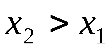 x₂ > x₁